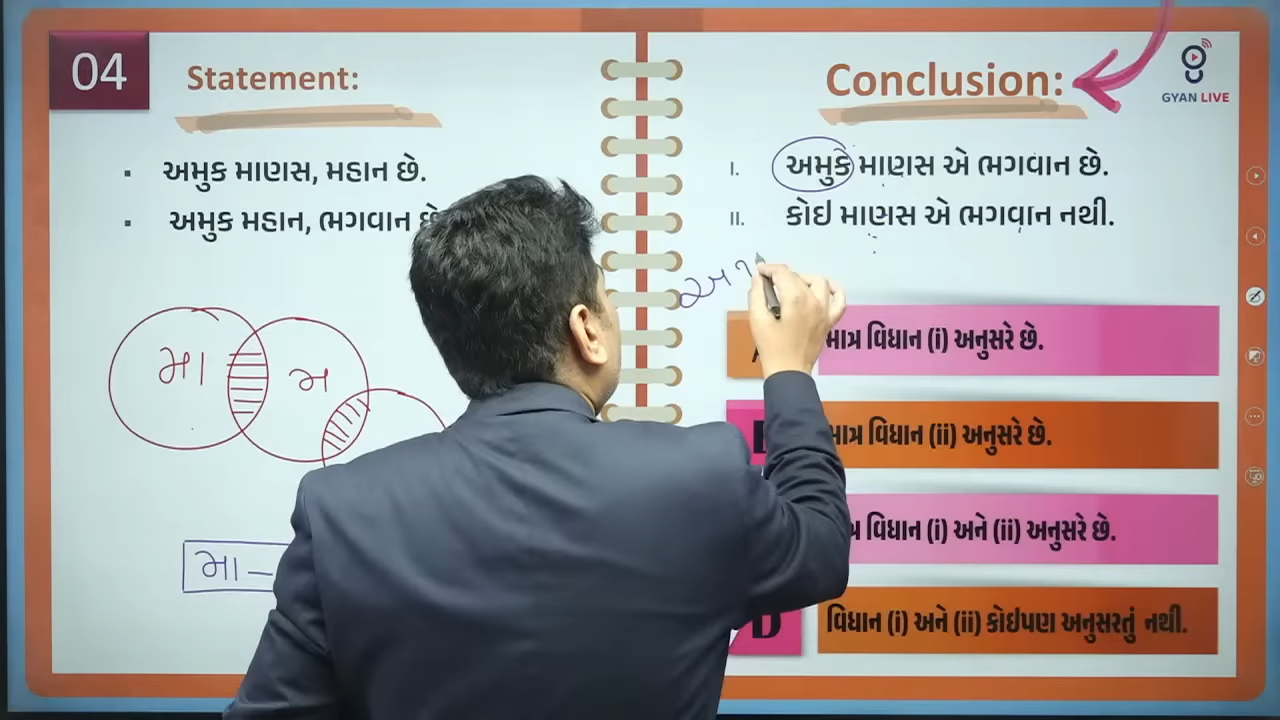 04
Statement:
અમુક માણસ, મહાન છે.
અમુક મહાન, ભગવાન છે
મા
મ
મા –
Conclusion:
GYAN LIVE
I. અમુક માણસ એ ભગવાન છે.
II. કોઇ માણસ એ ભગવાન નથી.
માત્ર વિધાન (i) અનુસરે છે.
માત્ર વિધાન (ii) અનુસરે છે.
વિધાન (i) અને (ii) અનુસરે છે.
D વિધાન (i) અને (ii) કોઇપણ અનુસરતું નથી.